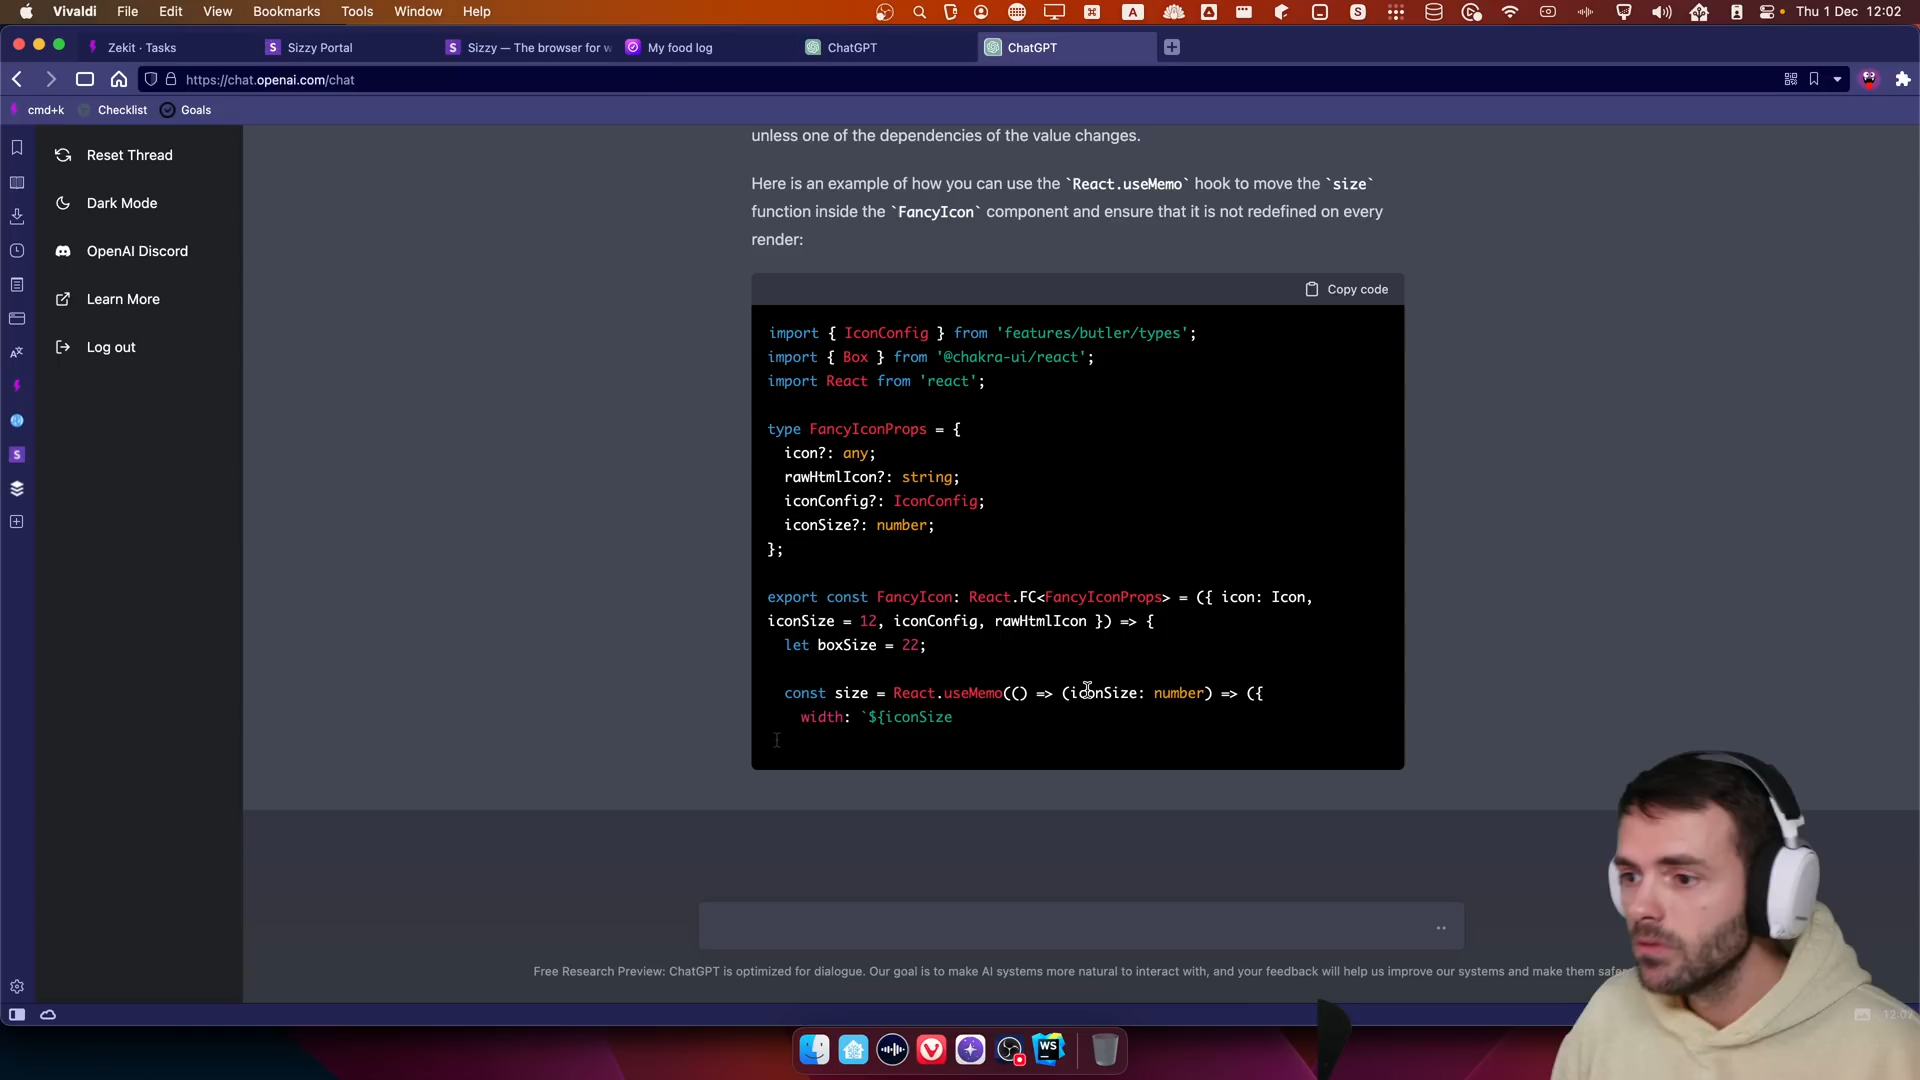 Vivaldi File Edit View Bookmarks Tools Window Help Thu 1 Dec 12:02
Zekit · Tasks
Sizzy Portal
Sizzy — The browser for w
My food log
ChatGPT
ChatGPT
https://chat.openai.com/chat
cmd+k Checklist Goals
Reset Thread
Dark Mode
OpenAI Discord
Learn More
Log out
unless one of the dependencies of the value changes.
Here is an example of how you can use the `React.useMemo` hook to move the `size`
function inside the `FancyIcon` component and ensure that it is not redefined on every
render:
Copy code
import { IconConfig } from 'features/butler/types';
import { Box } from '@chakra-ui/react';
import React from 'react';
type FancyIconProps = {
icon?: any;
rawHtmlIcon?: string;
iconConfig?: IconConfig;
iconSize?: number;
};
export const FancyIcon: React.FC<FancyIconProps> = ({ icon: Icon,
iconSize = 12, iconConfig, rawHtmlIcon }) => {
let boxSize = 22;
const size = React.useMemo(() => (iconSize: number) => ({
width: `${iconSize
Free Research Preview: ChatGPT is optimized for dialogue. Our goal is to make AI systems more natural to interact with, and your feedback will help us improve our systems and make them safe
12:02
WS